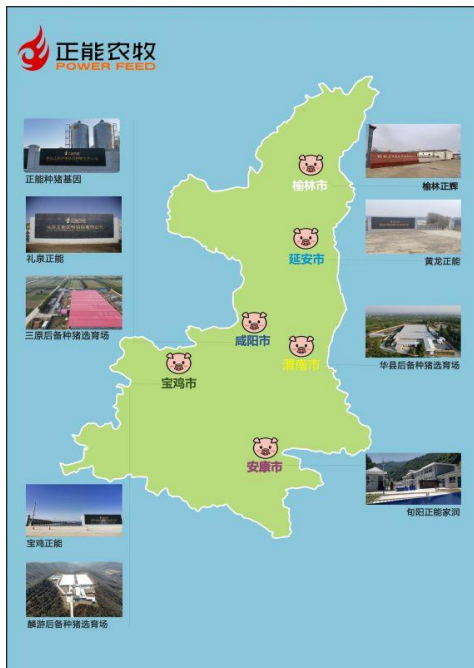 正能农牧
POWER FEED
正能种猪基因
礼泉正能
三原后备种猪选育场
宝鸡正能
麟游后备种猪选育场
榆林市
延安市
咸阳市
渭南市
宝鸡市
安康市
榆林正辉
黄龙正能
华县后备种猪选育场
旬阳正能家润